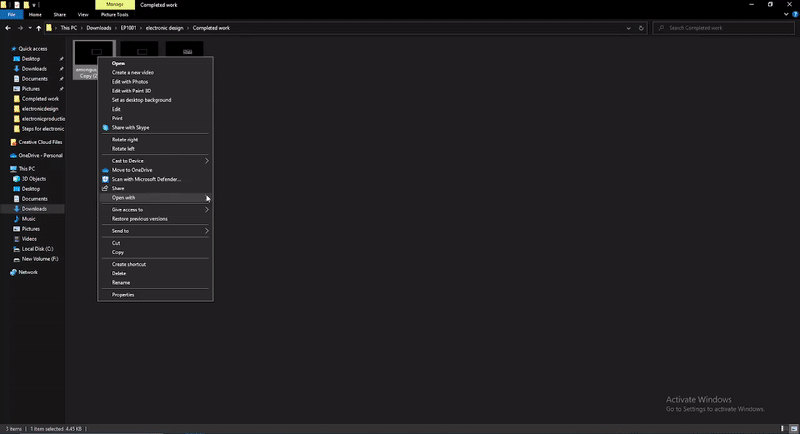 Manage
Completed work
File
Home
Share
View
Picture Tools
This PC
Downloads
EP1001
electronic design
Completed work
Search Completed work
Quick access
Desktop
Downloads
Documents
Pictures
Completed work
electronicdesign
electronicproductio
Steps for electronic
Creative Cloud Files
OneDrive - Personal
This PC
3D Objects
Desktop
Documents
Downloads
Music
Pictures
Videos
Local Disk (C:)
New Volume (F:)
Network
Copy (2
Open
Create a new video
Edit with Photos
Edit with Paint 3D
Set as desktop background
Edit
Print
Share with Skype
Rotate right
Rotate left
Cast to Device
Move to OneDrive
Scan with Microsoft Defender...
Share
Open with
Give access to
Restore previous versions
Send to
Cut
Copy
Create shortcut
Delete
Rename
Properties
Activate Windows
Go to Settings to activate Windows.
3 items
1 item selected 4.45 KB